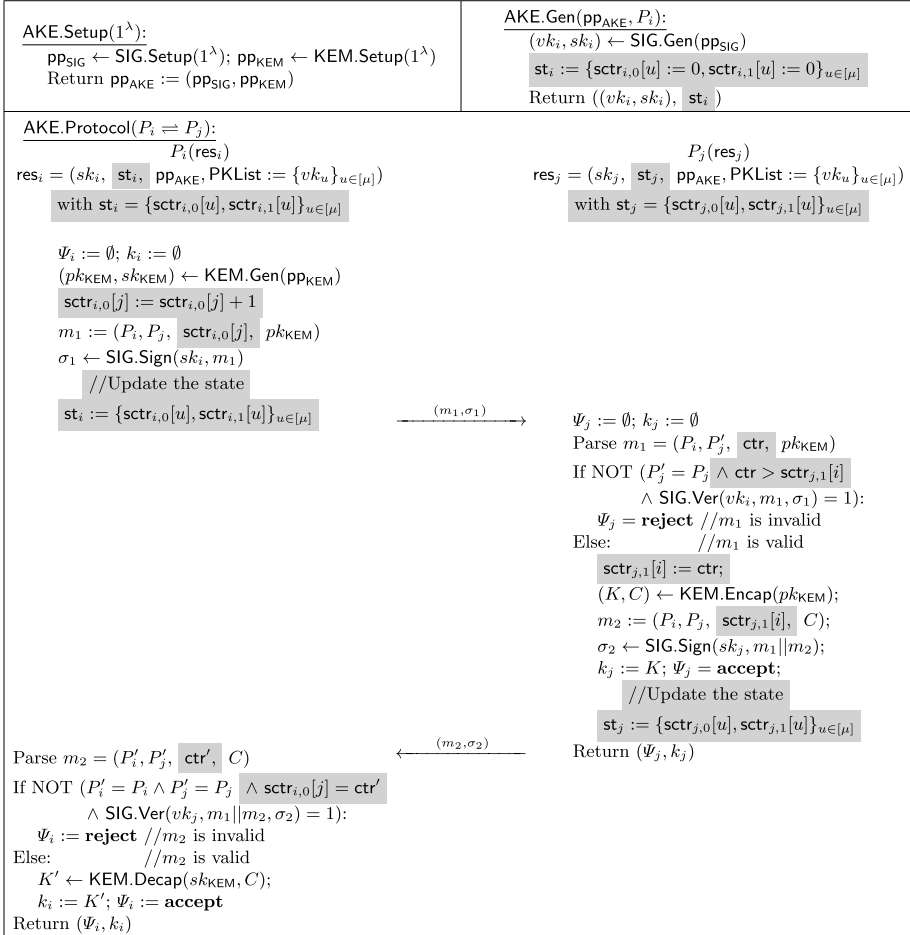 AKE.Setup(1^λ):
pp_SIG ← SIG.Setup(1^λ); pp_KEM ← KEM.Setup(1^λ)
Return pp_AKE := (pp_SIG, pp_KEM)
AKE.Gen(pp_AKE, P_i):
(vk_i, sk_i) ← SIG.Gen(pp_SIG)
st_i := {sctr_{i,0}[u] := 0, sctr_{i,1}[u] := 0}_{u∈[μ]}
Return ((vk_i, sk_i), st_i )
AKE.Protocol(P_i ⇌ P_j):
P_i(res_i)
res_i = (sk_i, st_i, pp_AKE, PKList := {vk_u}_{u∈[μ]})
with st_i = {sctr_{i,0}[u], sctr_{i,1}[u]}_{u∈[μ]}
P_j(res_j)
res_j = (sk_j, st_j, pp_AKE, PKList := {vk_u}_{u∈[μ]})
with st_j = {sctr_{j,0}[u], sctr_{j,1}[u]}_{u∈[μ]}
Ψ_i := ∅; k_i := ∅
(pk_KEM, sk_KEM) ← KEM.Gen(pp_KEM)
sctr_{i,0}[j] := sctr_{i,0}[j] + 1
m_1 := (P_i, P_j, sctr_{i,0}[j], pk_KEM)
σ_1 ← SIG.Sign(sk_i, m_1)
//Update the state
st_i := {sctr_{i,0}[u], sctr_{i,1}[u]}_{u∈[μ]}
(m_1, σ_1)
Ψ_j := ∅; k_j := ∅
Parse m_1 = (P_i, P′_j, ctr, pk_KEM)
If NOT (P′_j = P_j ∧ ctr > sctr_{j,1}[i]
∧ SIG.Ver(vk_i, m_1, σ_1) = 1):
Ψ_j = reject //m_1 is invalid
Else: //m_1 is valid
sctr_{j,1}[i] := ctr;
(K, C) ← KEM.Encap(pk_KEM);
m_2 := (P_i, P_j, sctr_{j,1}[i], C);
σ_2 ← SIG.Sign(sk_j, m_1||m_2);
k_j := K; Ψ_j = accept;
//Update the state
st_j := {sctr_{j,0}[u], sctr_{j,1}[u]}_{u∈[μ]}
Return (Ψ_j, k_j)
(m_2, σ_2)
Parse m_2 = (P′_i, P′_j, ctr′, C)
If NOT (P′_i = P_i ∧ P′_j = P_j ∧ sctr_{i,0}[j] = ctr′
∧ SIG.Ver(vk_j, m_1||m_2, σ_2) = 1):
Ψ_i := reject //m_2 is invalid
Else: //m_2 is valid
K′ ← KEM.Decap(sk_KEM, C);
k_i := K′; Ψ_i := accept
Return (Ψ_i, k_i)